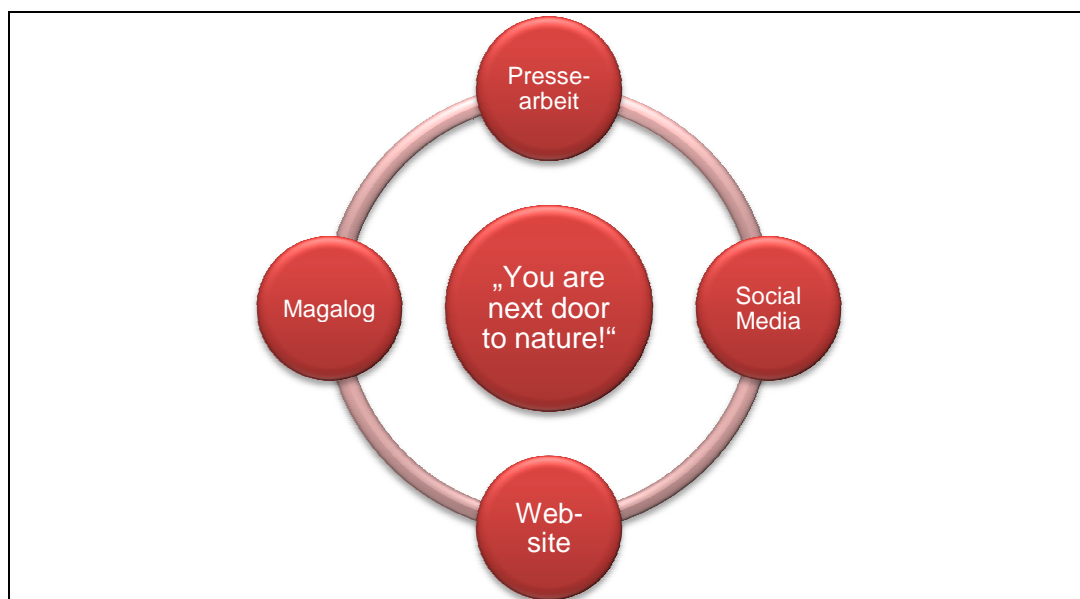 Presse-
arbeit
„You are
next door
to nature!“
Magalog
Social
Media
Web-
site